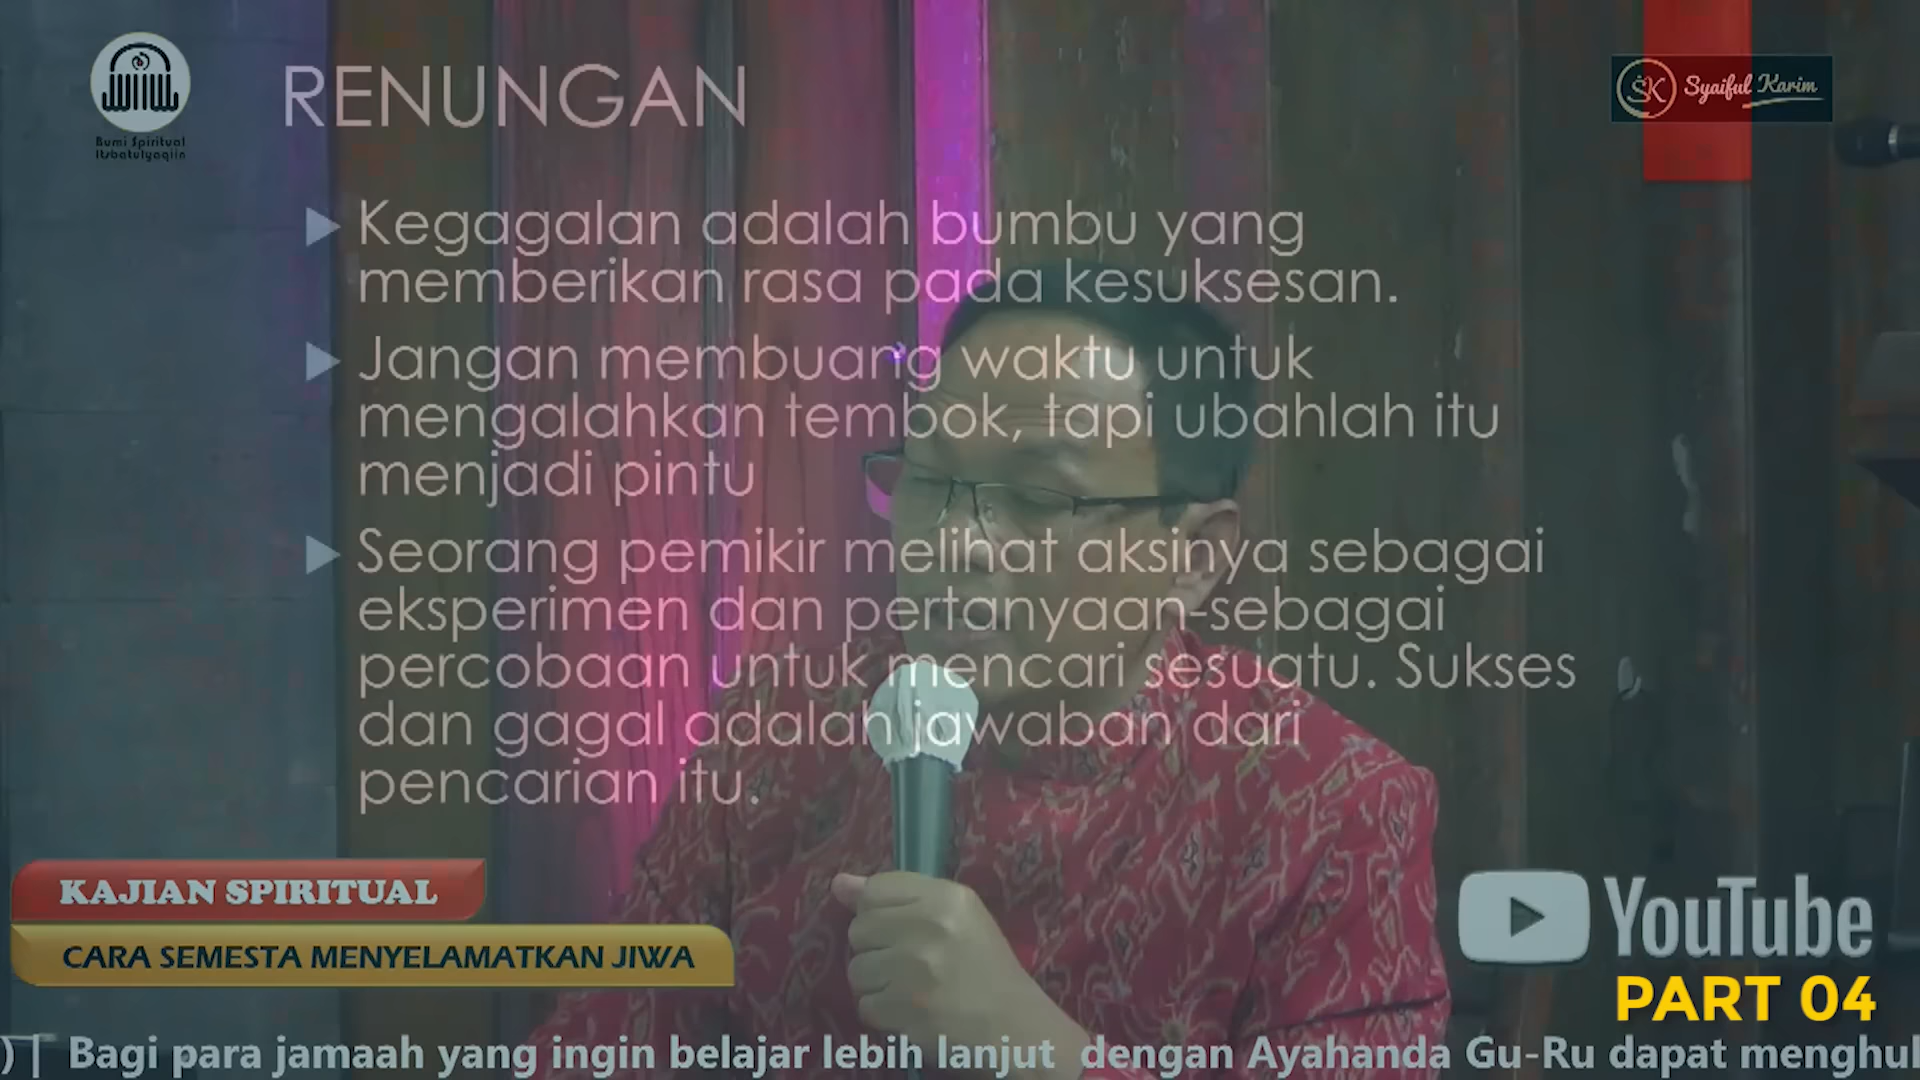 Bumi Spiritual
Itsbatulyaqiin
RENUNGAN
SK Syaiful Karim
Kegagalan adalah bumbu yang
memberikan rasa pada kesuksesan.
Jangan membuang waktu untuk
mengalahkan tembok, tapi ubahlah itu
menjadi pintu
Seorang pemikir melihat aksinya sebagai
eksperimen dan pertanyaan-sebagai
percobaan untuk mencari sesuatu. Sukses
dan gagal adalah jawaban dari
pencarian itu.
KAJIAN SPIRITUAL
CARA SEMESTA MENYELAMATKAN JIWA
YouTube
PART 04
) | Bagi para jamaah yang ingin belajar lebih lanjut dengan Ayahanda Gu-Ru dapat menghul